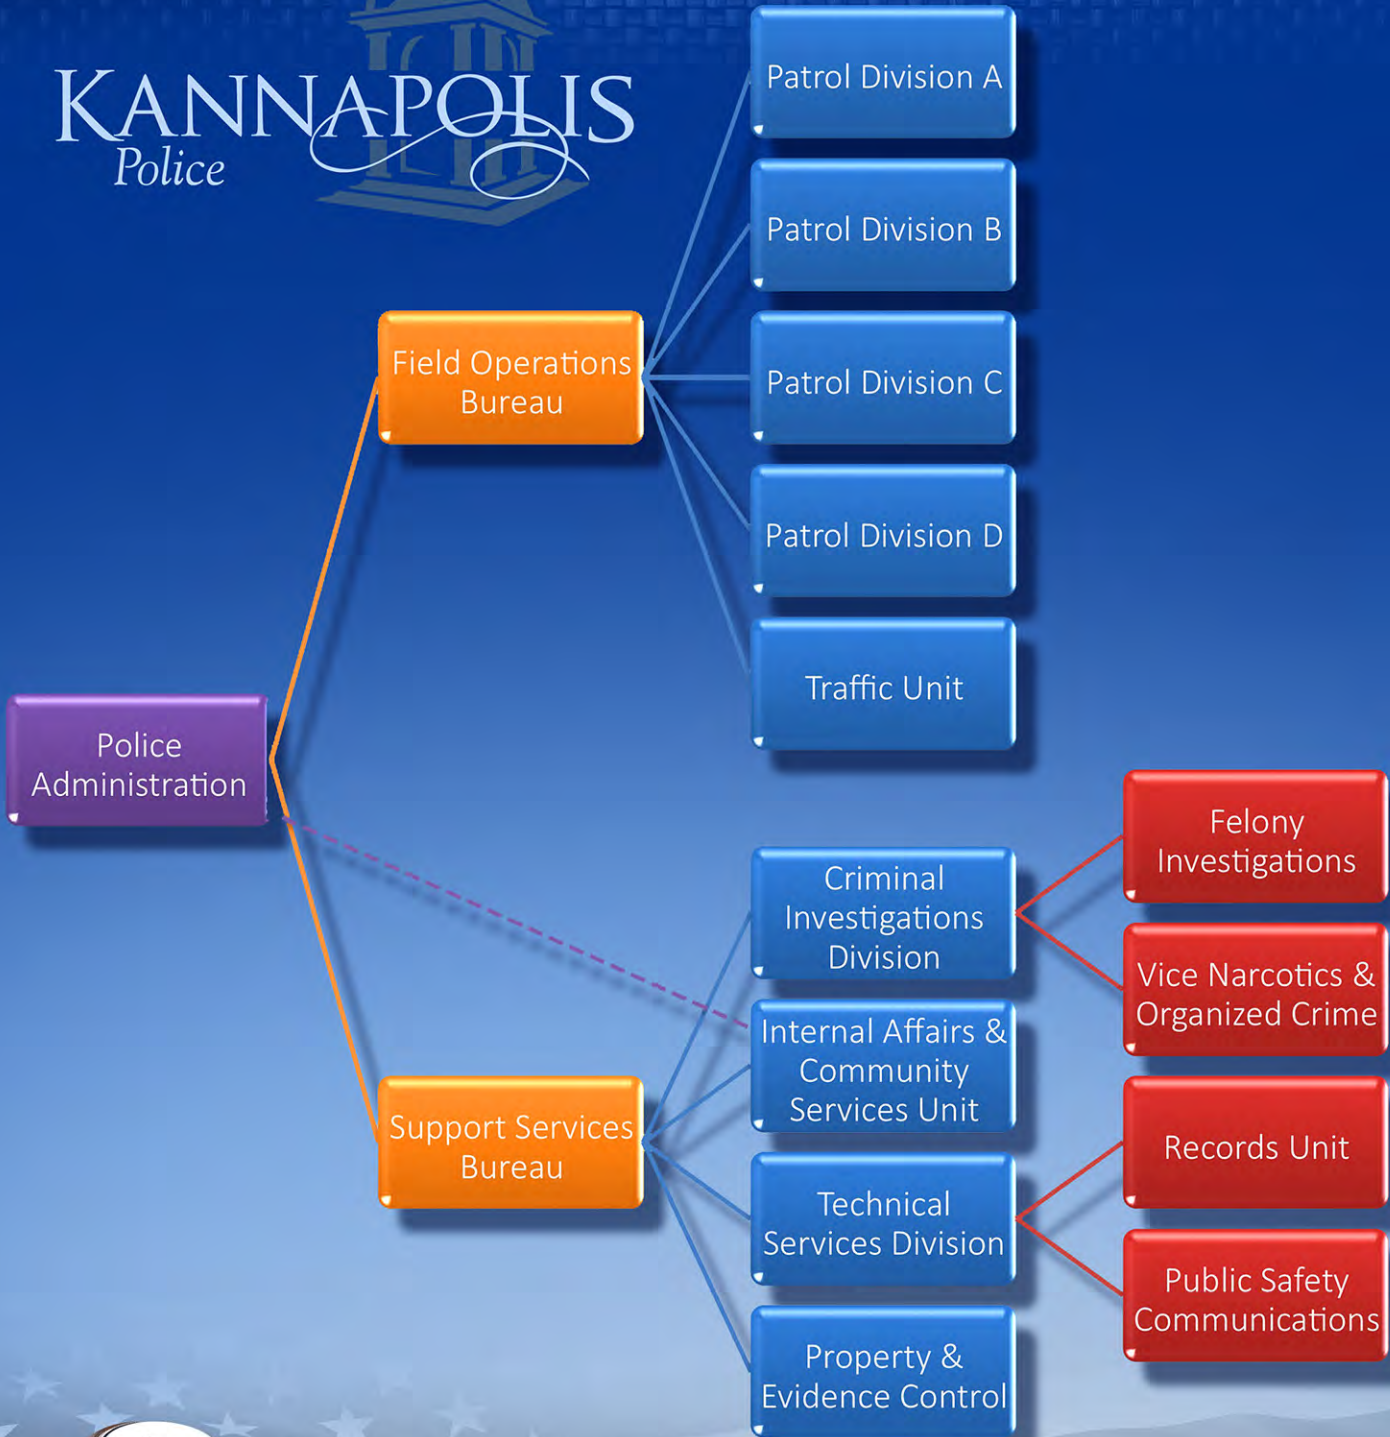 KANNAPOLIS
Police
Patrol Division A
Patrol Division B
Field Operations
Bureau
Patrol Division C
Patrol Division D
Traffic Unit
Police
Administration
Felony
Investigations
Criminal
Investigations
Division
Vice Narcotics &
Organized Crime
Internal Affairs &
Community
Services Unit
Support Services
Bureau
Records Unit
Technical
Services Division
Public Safety
Communications
Property &
Evidence Control